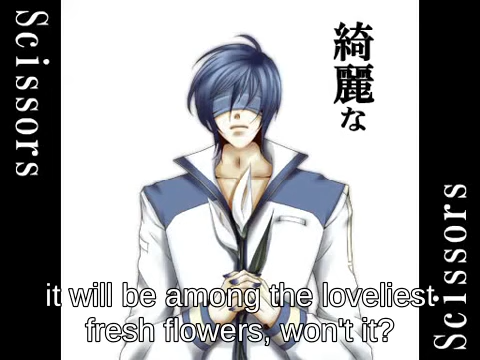 Scissors
綺麗な
Scissors
it will be among the loveliest
fresh flowers, won't it?